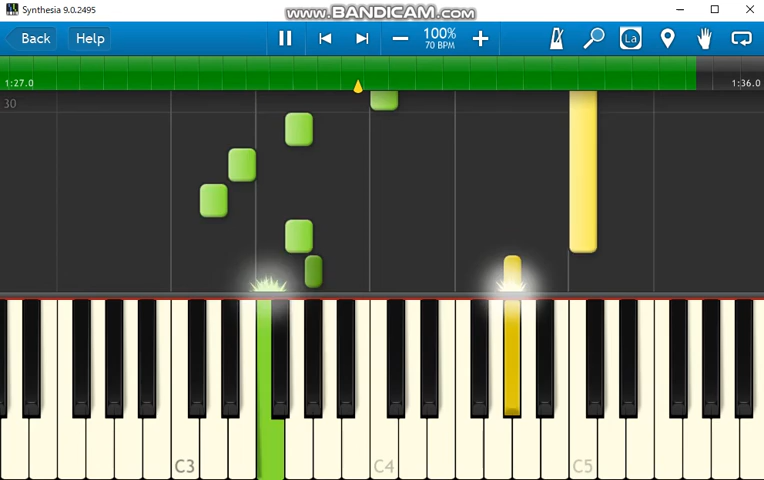 Synthesia 9.0.2495
www.BANDICAM.com
Back
Help
100%
70 BPM
La
1:27.0
1:36.0
30
C3
C4
C5